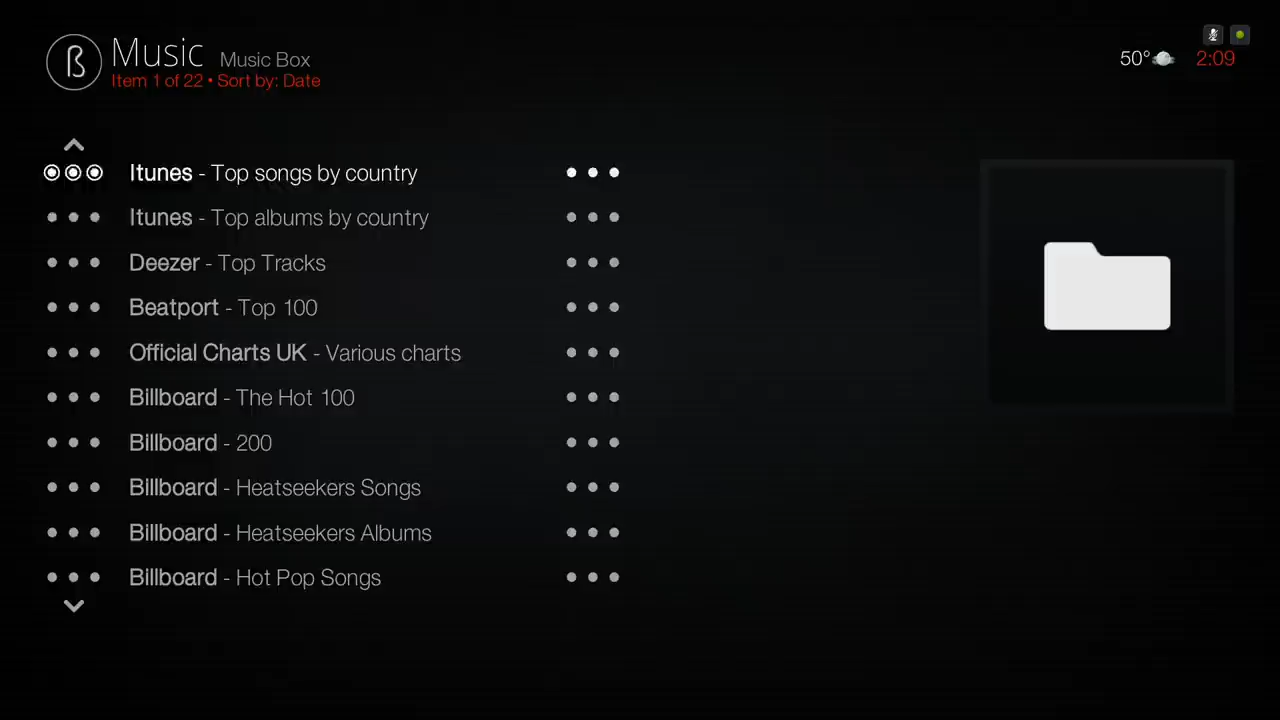 ß
Music Music Box
Item 1 of 22 • Sort by: Date
50° 2:09
Itunes - Top songs by country
Itunes - Top albums by country
Deezer - Top Tracks
Beatport - Top 100
Official Charts UK - Various charts
Billboard - The Hot 100
Billboard - 200
Billboard - Heatseekers Songs
Billboard - Heatseekers Albums
Billboard - Hot Pop Songs